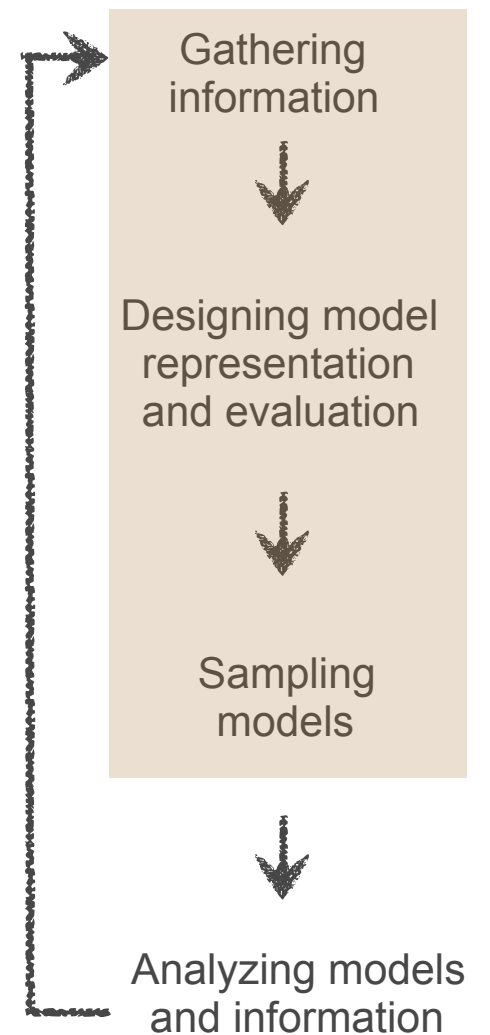 Gathering
information
Designing model
representation
and evaluation
Sampling
models
Analyzing models
and information